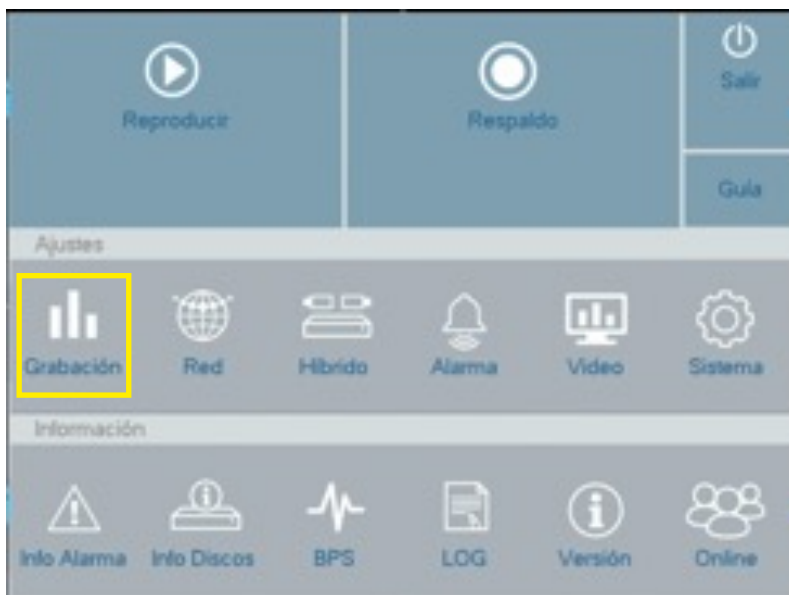 Reproducir
Respaldo
Salir
Guía
Ajustes
Grabación
Red
Híbrido
Alarma
Video
Sistema
Información
Info Alarma
Info Discos
BPS
LOG
Versión
Online